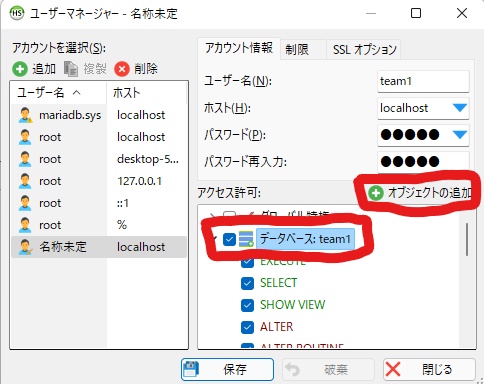 HS ユーザーマネージャー - 名称未定
アカウントを選択(S):
追加 複製 削除
ユーザー名 ホスト
mariadb.sys localhost
root localhost
root desktop-5...
root 127.0.0.1
root ::1
root %
名称未定 localhost
アカウント情報 制限 SSL オプション
ユーザー名(N): team1
ホスト(H): localhost
パスワード(P): ●●●●●
パスワード再入力: ●●●●●
アクセス許可: オブジェクトの追加
グローバル特権
データベース: team1
EXECUTE
SELECT
SHOW VIEW
ALTER
ALTER ROUTINE
保存 破棄 閉じる